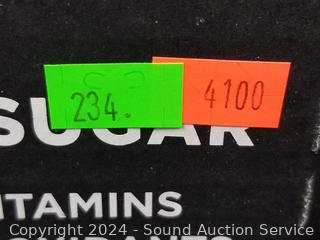 234.
4100
SUGAR
ITAMINS
Copyright 2024 - Sound Auction Service